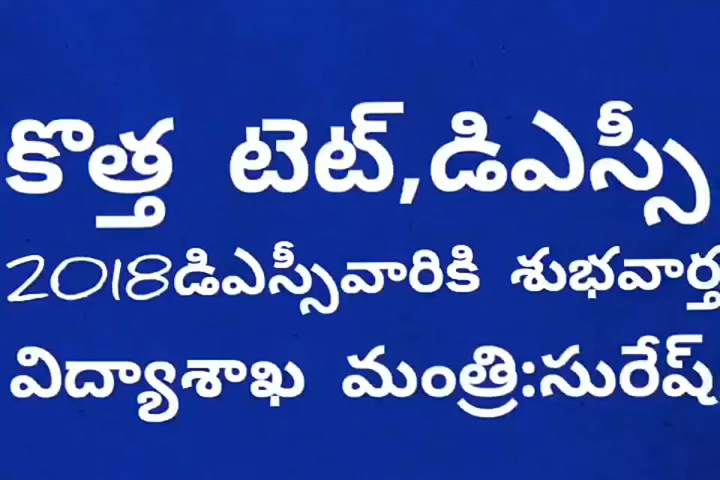 కొత్త టెట్,డిఎస్సీ
2018డిఎస్సీవారికి శుభవార్త
విద్యాశాఖ మంత్రి:సురేష్